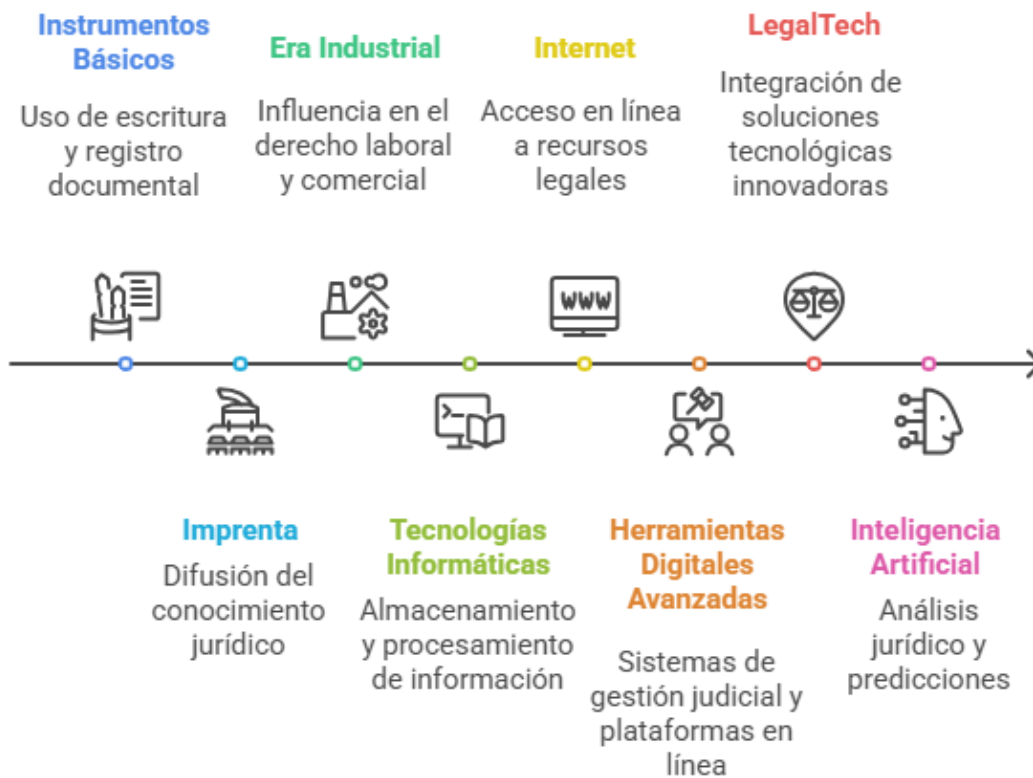 Instrumentos
Básicos
Uso de escritura
y registro
documental
Era Industrial
Influencia en el
derecho laboral
y comercial
Internet
Acceso en línea
a recursos
legales
LegalTech
Integración de
soluciones
tecnológicas
innovadoras
www
Imprenta
Difusión del
conocimiento
jurídico
Tecnologías
Informáticas
Almacenamiento
y procesamiento
de información
Herramientas
Digitales
Avanzadas
Sistemas de
gestión judicial y
plataformas en
línea
Inteligencia
Artificial
Análisis
jurídico y
predicciones